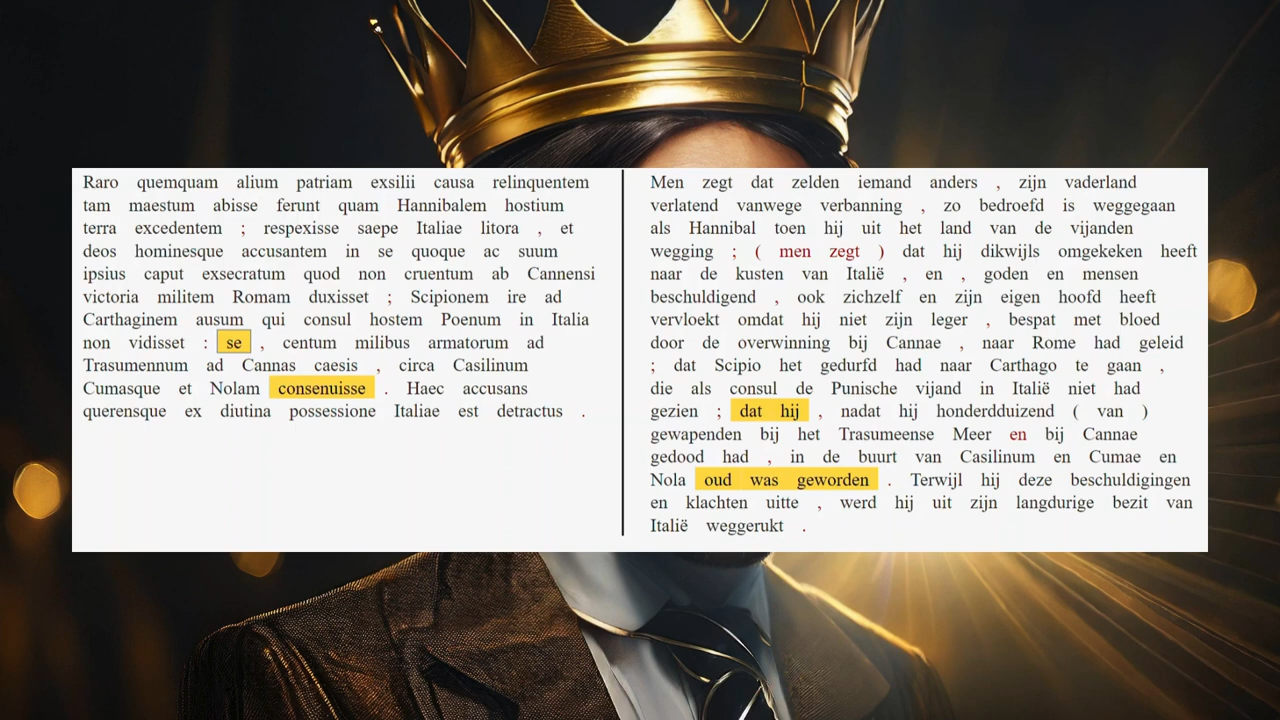 Raro quemquam alium patriam exsilii causa relinquentem
tam maestum abisse ferunt quam Hannibalem hostium
terra excedentem ; respexisse saepe Italiae litora , et
deos hominesque accusantem in se quoque ac suum
ipsius caput exsecratum quod non cruentum ab Cannensi
victoria militem Romam duxisset ; Scipionem ire ad
Carthaginem ausum qui consul hostem Poenum in Italia
non vidisset : se , centum milibus armatorum ad
Trasumennum ad Cannas caesis , circa Casilinum
Cumasque et Nolam consenuisse . Haec accusans
querensque ex diutina possessione Italiae est detractus .
Men zegt dat zelden iemand anders , zijn vaderland
verlatend vanwege verbanning , zo bedroefd is weggegaan
als Hannibal toen hij uit het land van de vijanden
wegging ; ( men zegt ) dat hij dikwijls omgekeken heeft
naar de kusten van Italië , en , goden en mensen
beschuldigend , ook zichzelf en zijn eigen hoofd heeft
vervloekt omdat hij niet zijn leger , bespat met bloed
door de overwinning bij Cannae , naar Rome had geleid
; dat Scipio het gedurfd had naar Carthago te gaan ,
die als consul de Punische vijand in Italië niet had
gezien ; dat hij , nadat hij honderdduizend ( van )
gewapenden bij het Trasumeense Meer en bij Cannae
gedood had , in de buurt van Casilinum en Cumae en
Nola oud was geworden . Terwijl hij deze beschuldigingen
en klachten uitte , werd hij uit zijn langdurige bezit van
Italië weggerukt .